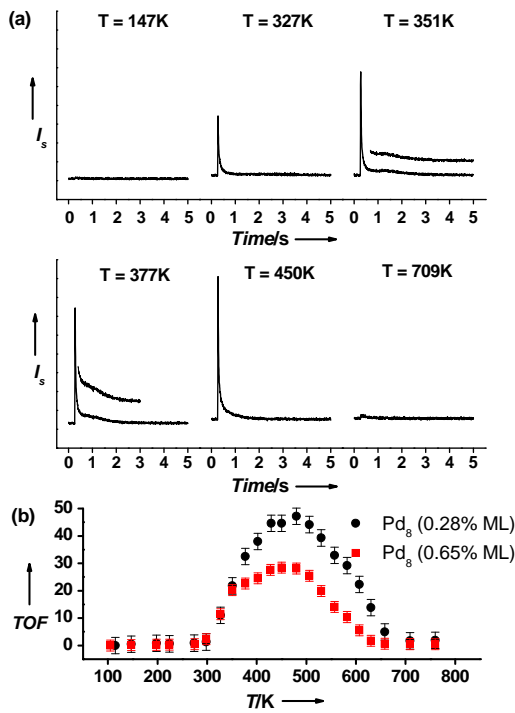 (a)
T = 147K T = 327K T = 351K
I_s
0 1 2 3 4 5 0 1 2 3 4 5 0 1 2 3 4 5
Time/s
T = 377K T = 450K T = 709K
I_s
0 1 2 3 4 5 0 1 2 3 4 5 0 1 2 3 4 5
Time/s
(b)
50
40
30
20
10
0
TOF
Pd₈ (0.28% ML)
Pd₈ (0.65% ML)
0 100 200 300 400 500 600 700 800
T/K